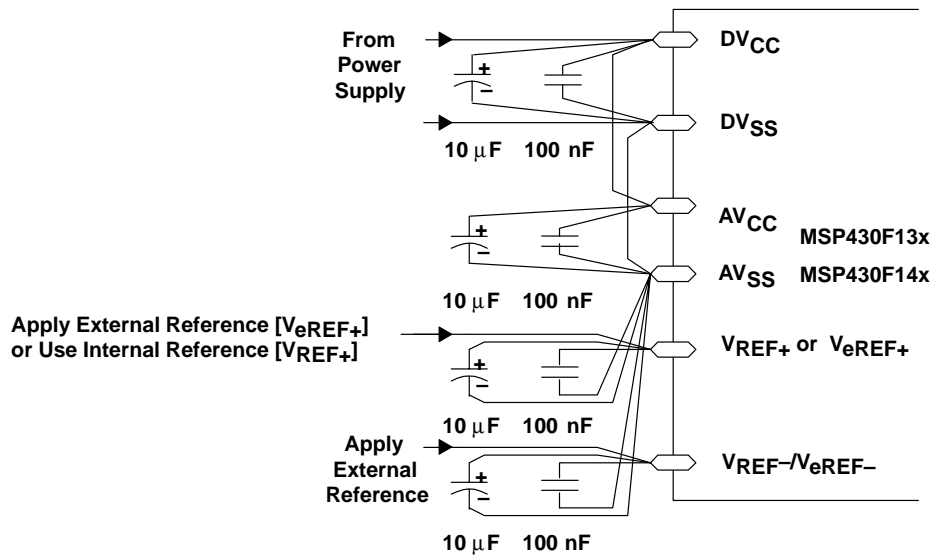 From
Power
Supply
DVCC
DVSS
10 μF 100 nF
AVCC
MSP430F13x
AVSS MSP430F14x
10 μF 100 nF
Apply External Reference [VeREF+]
or Use Internal Reference [VREF+]
VREF+ or VeREF+
10 μF 100 nF
Apply
External
Reference
VREF–/VeREF–
10 μF 100 nF
+
–
+
–
+
–
+
–